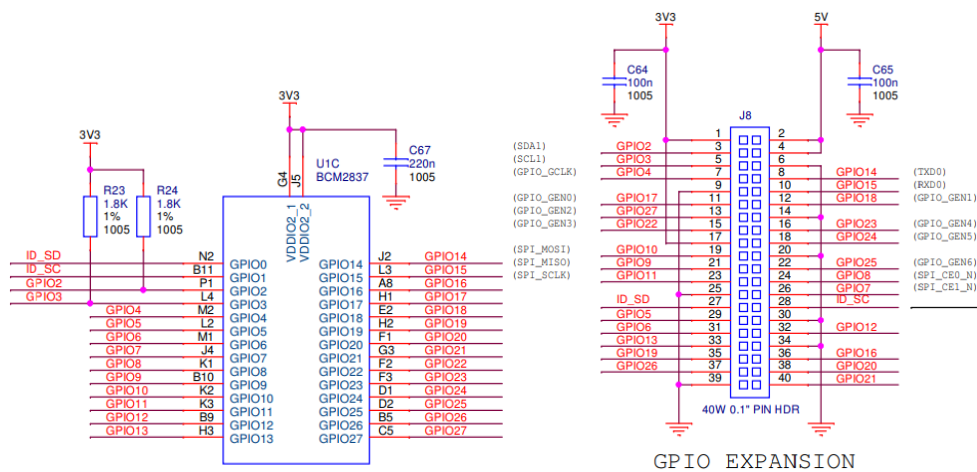 3V3
5V
C64
100n
1005
C65
100n
1005
3V3
3V3
J8
C67
220n
1005
U1C
BCM2837
G4
J5
VDDIO2_1
VDDIO2_2
R23
1.8K
1%
1005
R24
1.8K
1%
1005
ID_SD N2 GPIO0
ID_SC B11 GPIO1
GPIO2 P1 GPIO2
GPIO3 L4 GPIO3
GPIO4 M2 GPIO4
GPIO5 L2 GPIO5
GPIO6 M1 GPIO6
GPIO7 J4 GPIO7
GPIO8 K1 GPIO8
GPIO9 B10 GPIO9
GPIO10 K2 GPIO10
GPIO11 K3 GPIO11
GPIO12 B9 GPIO12
GPIO13 H3 GPIO13
GPIO14 J2 GPIO14
GPIO15 L3 GPIO15
GPIO16 A8 GPIO16
GPIO17 H1 GPIO17
GPIO18 E2 GPIO18
GPIO19 H2 GPIO19
GPIO20 F1 GPIO20
GPIO21 G3 GPIO21
GPIO22 F2 GPIO22
GPIO23 F3 GPIO23
GPIO24 D1 GPIO24
GPIO25 D2 GPIO25
GPIO26 B5 GPIO26
GPIO27 C5 GPIO27
1 2
(SDA1) GPIO2 3 4
(SCL1) GPIO3 5 6
(GPIO_GCLK) GPIO4 7 8 GPIO14 (TXD0)
9 10 GPIO15 (RXD0)
(GPIO_GEN0) GPIO17 11 12 GPIO18 (GPIO_GEN1)
(GPIO_GEN2) GPIO27 13 14
(GPIO_GEN3) GPIO22 15 16 GPIO23 (GPIO_GEN4)
17 18 GPIO24 (GPIO_GEN5)
(SPI_MOSI) GPIO10 19 20
(SPI_MISO) GPIO9 21 22 GPIO25 (GPIO_GEN6)
(SPI_SCLK) GPIO11 23 24 GPIO8 (SPI_CE0_N)
25 26 GPIO7 (SPI_CE1_N)
ID_SD 27 28 ID_SC
GPIO5 29 30
GPIO6 31 32 GPIO12
GPIO13 33 34
GPIO19 35 36 GPIO16
GPIO26 37 38 GPIO20
39 40 GPIO21
40W 0.1" PIN HDR
GPIO EXPANSION